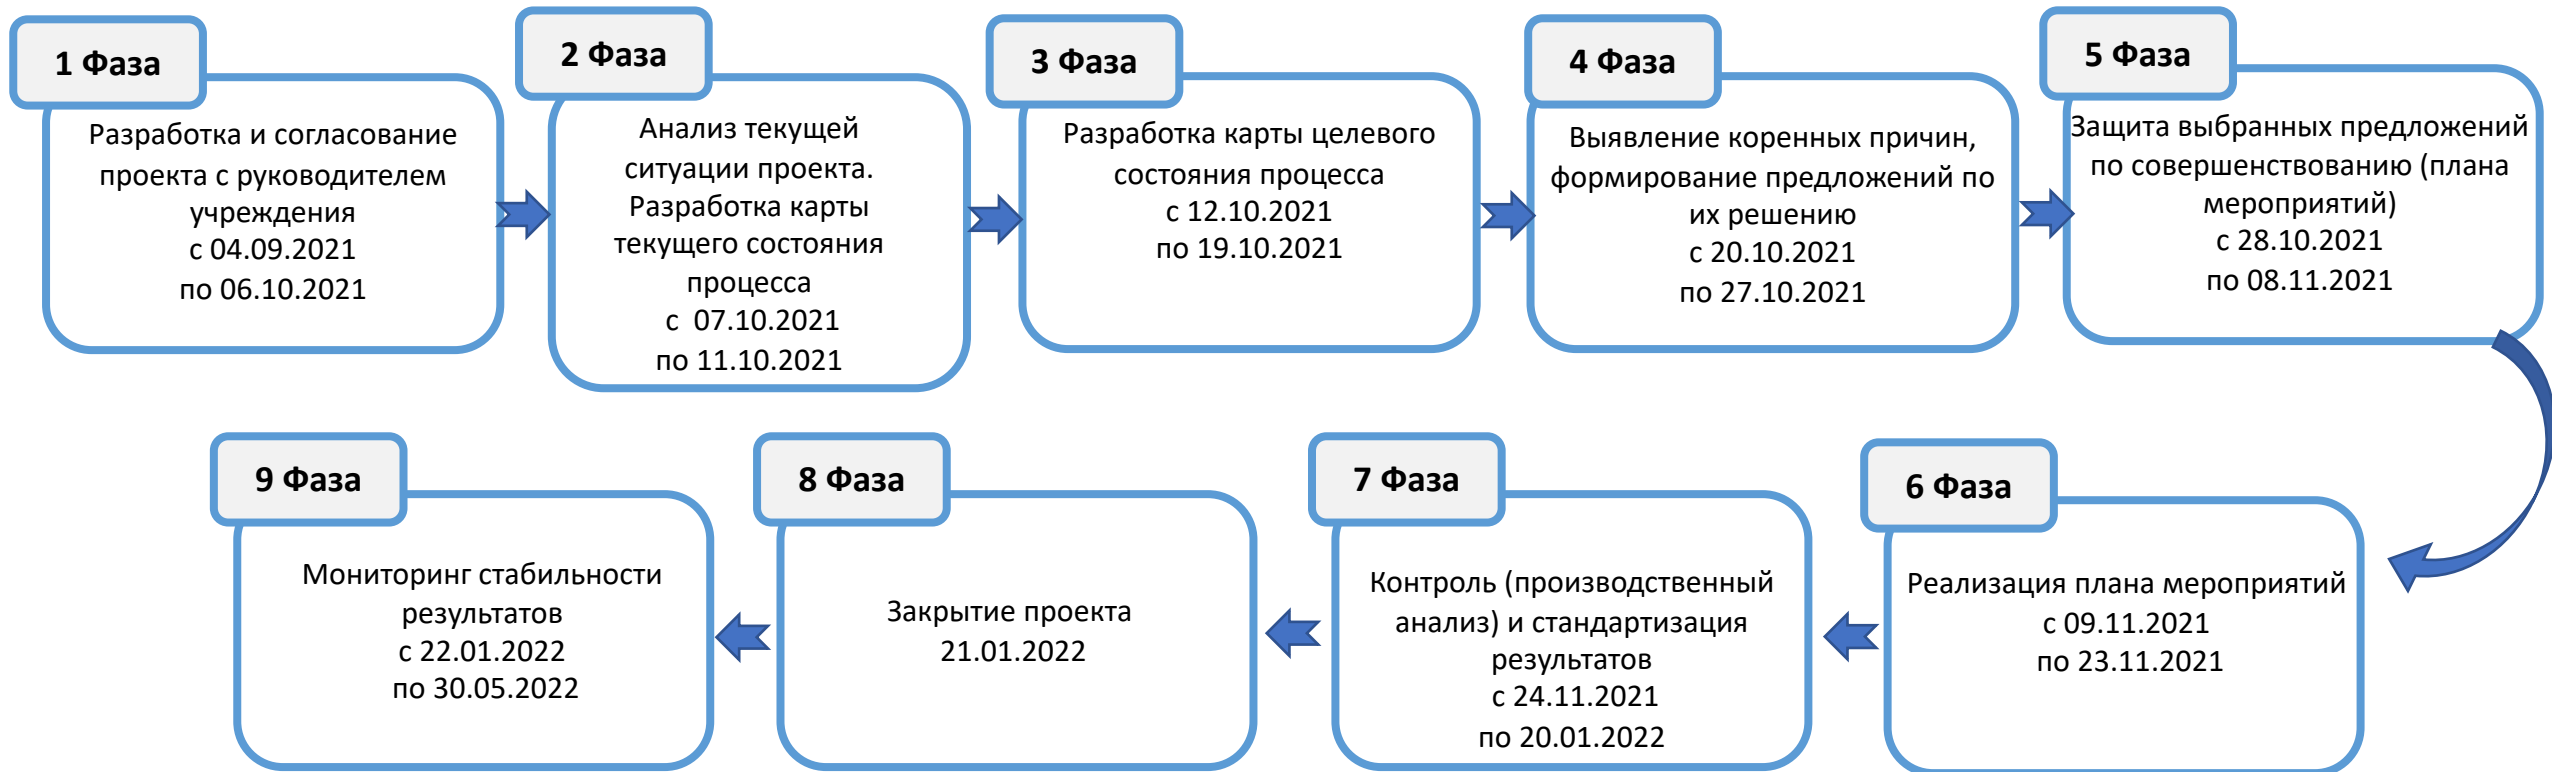 1 Фаза
Разработка и согласование
проекта с руководителем
учреждения
с 04.09.2021
по 06.10.2021
2 Фаза
Анализ текущей
ситуации проекта.
Разработка карты
текущего состояния
процесса
с  07.10.2021
по 11.10.2021
3 Фаза
Разработка карты целевого
состояния процесса
с 12.10.2021
по 19.10.2021
4 Фаза
Выявление коренных причин,
формирование предложений по
их решению
с 20.10.2021
по 27.10.2021
5 Фаза
Защита выбранных предложений
по совершенствованию (плана
мероприятий)
с 28.10.2021
по 08.11.2021
6 Фаза
Реализация плана мероприятий
с 09.11.2021
по 23.11.2021
7 Фаза
Контроль (производственный
анализ) и стандартизация
результатов
с 24.11.2021
по 20.01.2022
8 Фаза
Закрытие проекта
21.01.2022
9 Фаза
Мониторинг стабильности
результатов
с 22.01.2022
по 30.05.2022